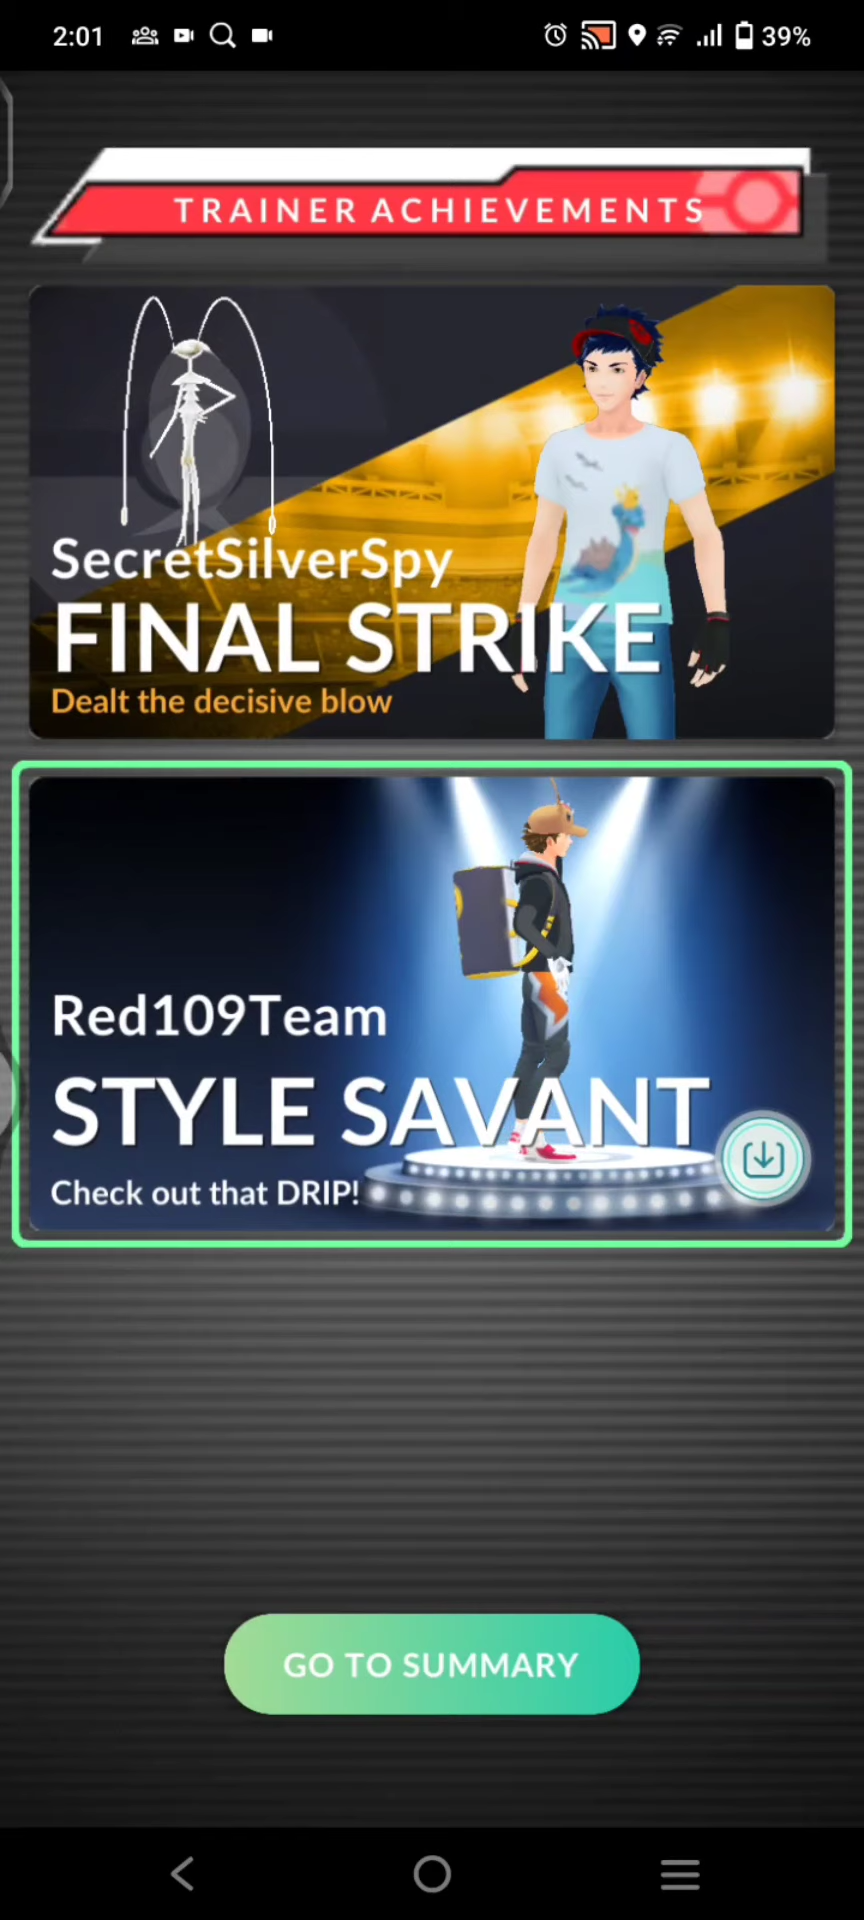 2:01
39%
TRAINER ACHIEVEMENTS
SecretSilverSpy
FINAL STRIKE
Dealt the decisive blow
Red109Team
STYLE SAVANT
Check out that DRIP!
GO TO SUMMARY